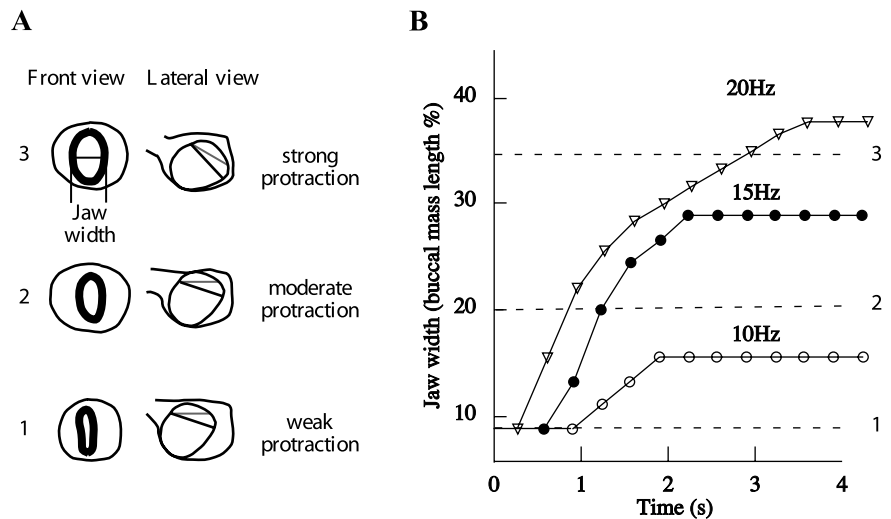 A
Front view
Lateral view
3
strong
protraction
Jaw
width
2
moderate
protraction
1
weak
protraction
B
Jaw width (buccal mass length %)
40
30
20
10
20Hz
15Hz
10Hz
3
2
1
0
1
2
3
4
Time (s)